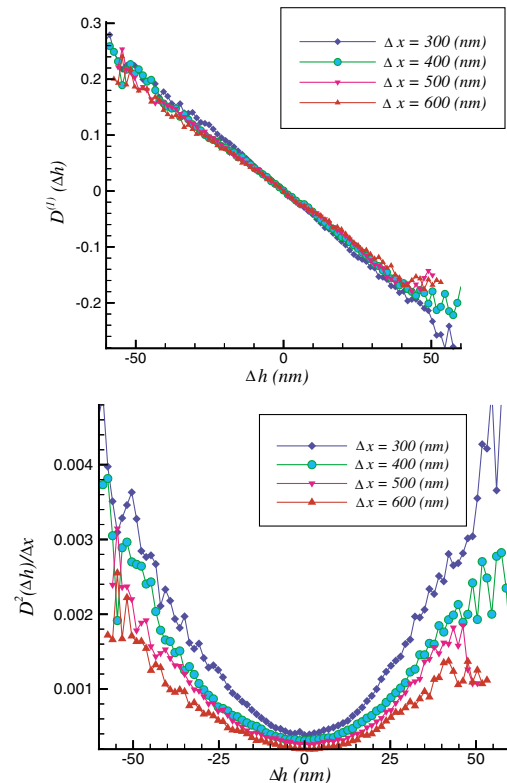 0.3
0.2
0.1
0
-0.1
-0.2
D⁽¹⁾(Δh)
Δ x = 300 (nm)
Δ x = 400 (nm)
Δ x = 500 (nm)
Δ x = 600 (nm)
-50 0 50
Δh (nm)
0.004
0.003
0.002
0.001
D²(Δh)/Δx
Δ x = 300 (nm)
Δ x = 400 (nm)
Δ x = 500 (nm)
Δ x = 600 (nm)
-50 -25 0 25 50
Δh (nm)